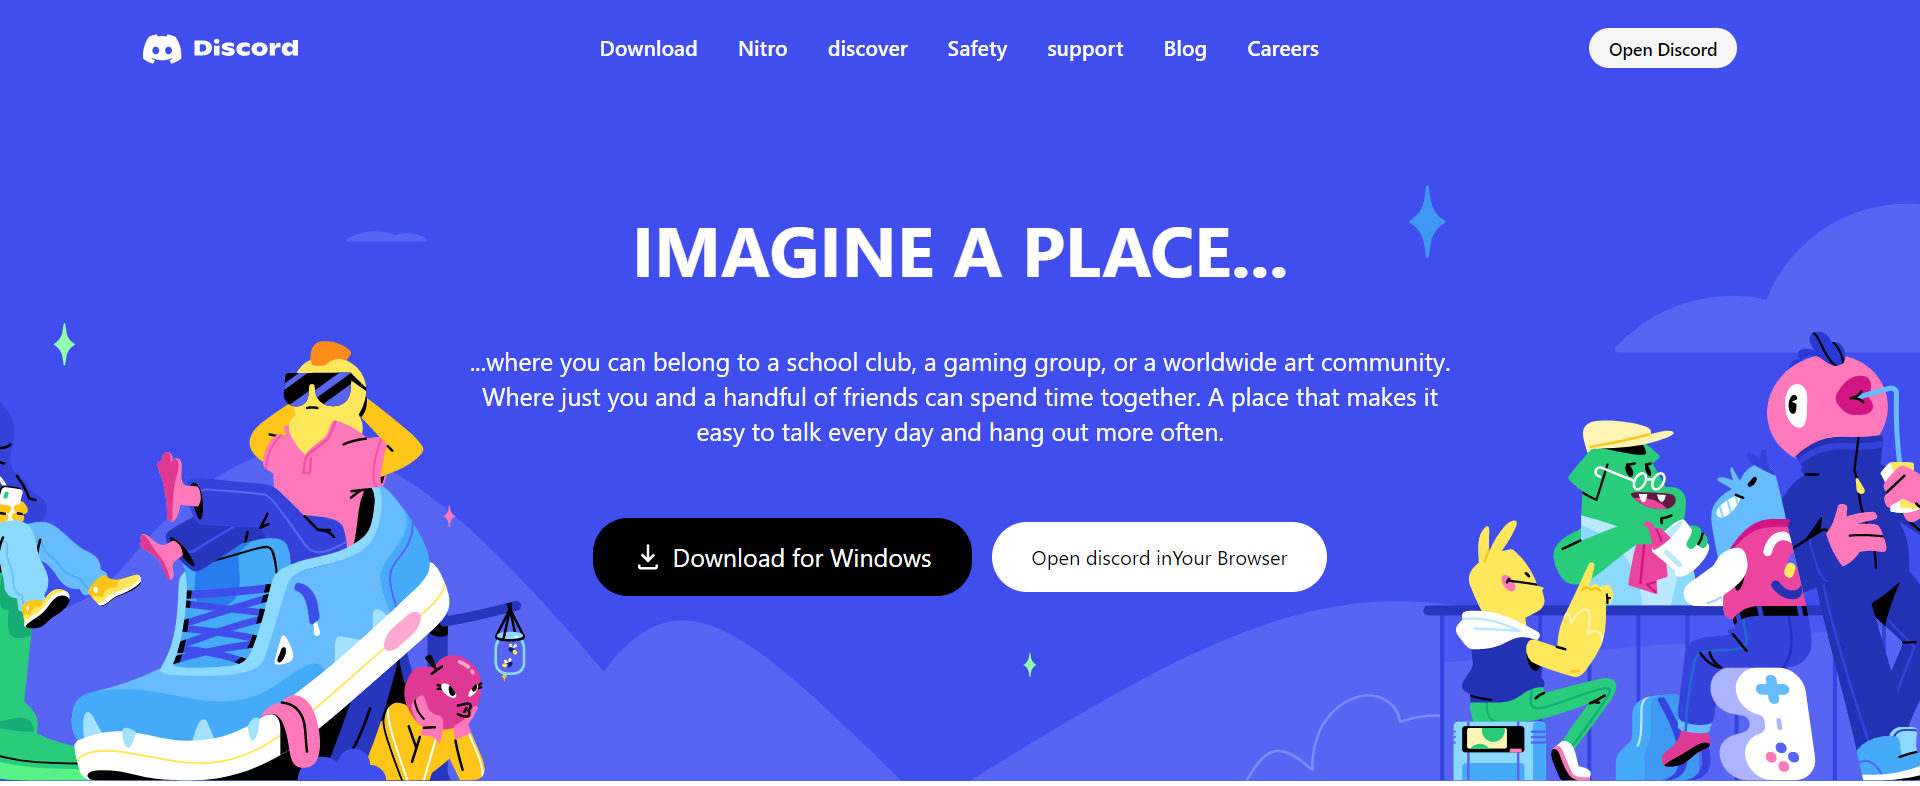 Discord
Download Nitro discover Safety support Blog Careers
Open Discord
IMAGINE A PLACE...
...where you can belong to a school club, a gaming group, or a worldwide art community.
Where just you and a handful of friends can spend time together. A place that makes it
easy to talk every day and hang out more often.
Download for Windows
Open discord inYour Browser